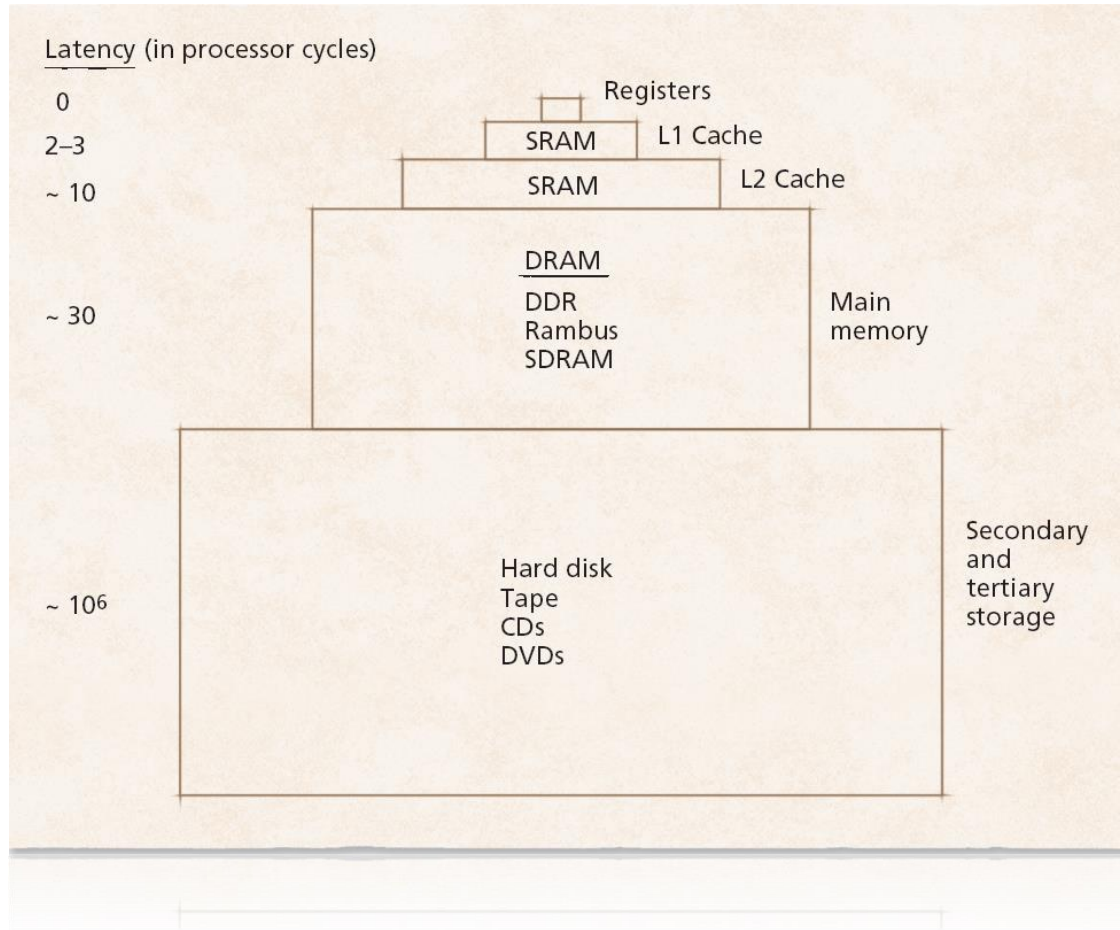 Latency (in processor cycles)
0
Registers
2–3
SRAM
L1 Cache
~ 10
SRAM
L2 Cache
~ 30
DRAM
DDR
Rambus
SDRAM
Main
memory
~ 10⁶
Hard disk
Tape
CDs
DVDs
Secondary
and
tertiary
storage